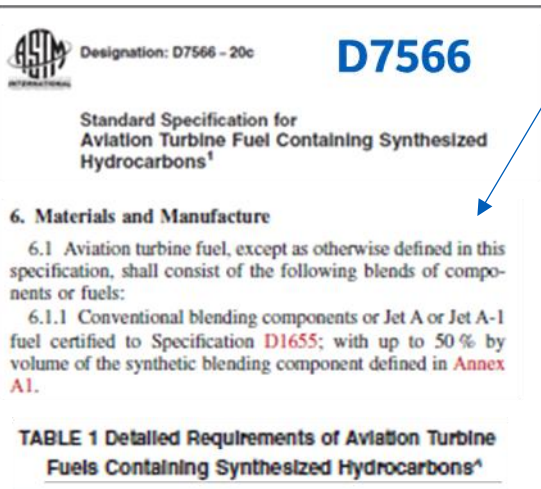 ASTM
INTERNATIONAL
Designation: D7566 – 20c
D7566
Standard Specification for
Aviation Turbine Fuel Containing Synthesized
Hydrocarbons¹
6. Materials and Manufacture
6.1 Aviation turbine fuel, except as otherwise defined in this
specification, shall consist of the following blends of compo-
nents or fuels:
6.1.1 Conventional blending components or Jet A or Jet A-1
fuel certified to Specification D1655; with up to 50 % by
volume of the synthetic blending component defined in Annex
A1.
TABLE 1 Detailed Requirements of Aviation Turbine
Fuels Containing Synthesized Hydrocarbonsᴬ